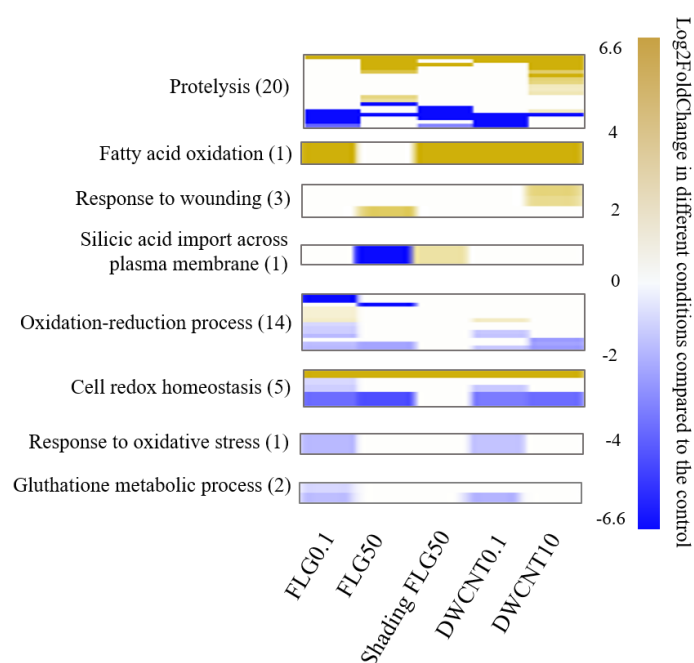 Protelysis (20)
Fatty acid oxidation (1)
Response to wounding (3)
Silicic acid import across
plasma membrane (1)
Oxidation-reduction process (14)
Cell redox homeostasis (5)
Response to oxidative stress (1)
Gluthatione metabolic process (2)
FLG0.1
FLG50
Shading FLG50
DWCNT0.1
DWCNT10
6.6
4
2
0
-2
-4
-6.6
Log2FoldChange in different conditions compared to the control